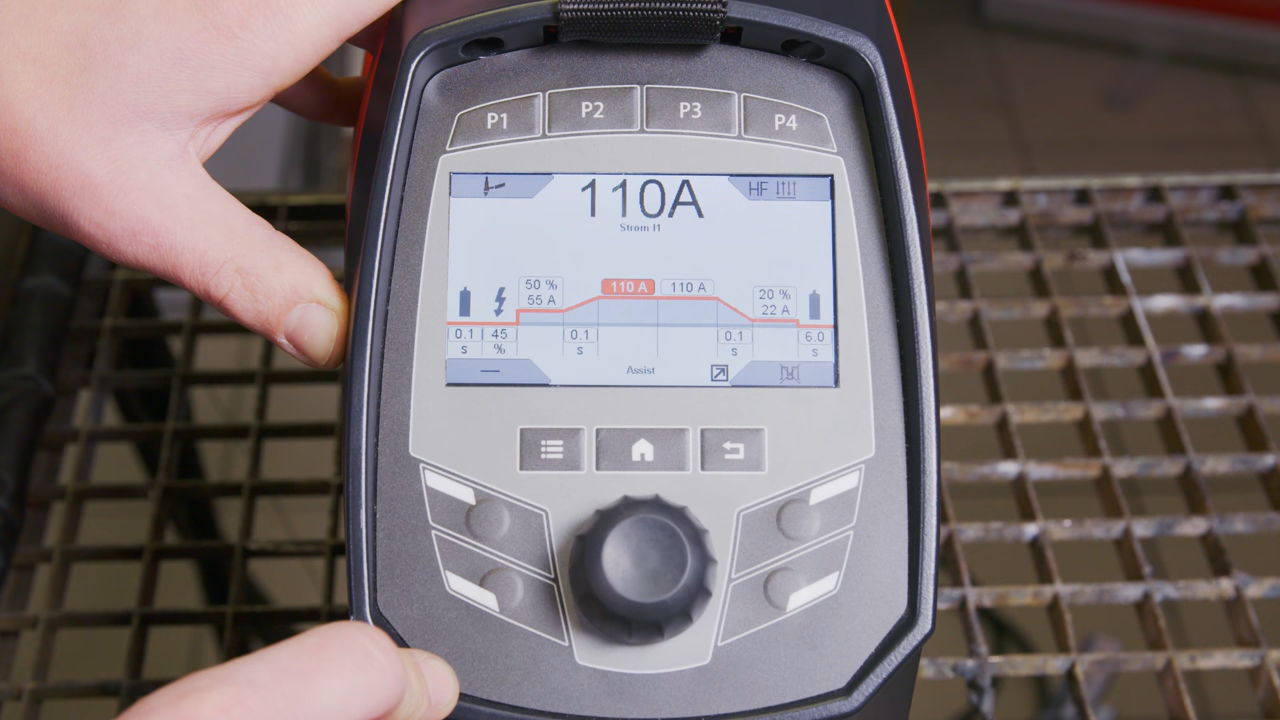 P1 P2 P3 P4
110A
HF
Strom I1
50 %
55 A
110 A 110 A
20 %
22 A
0.1 45 0.1 0.1 6.0
s % s s s
Assist